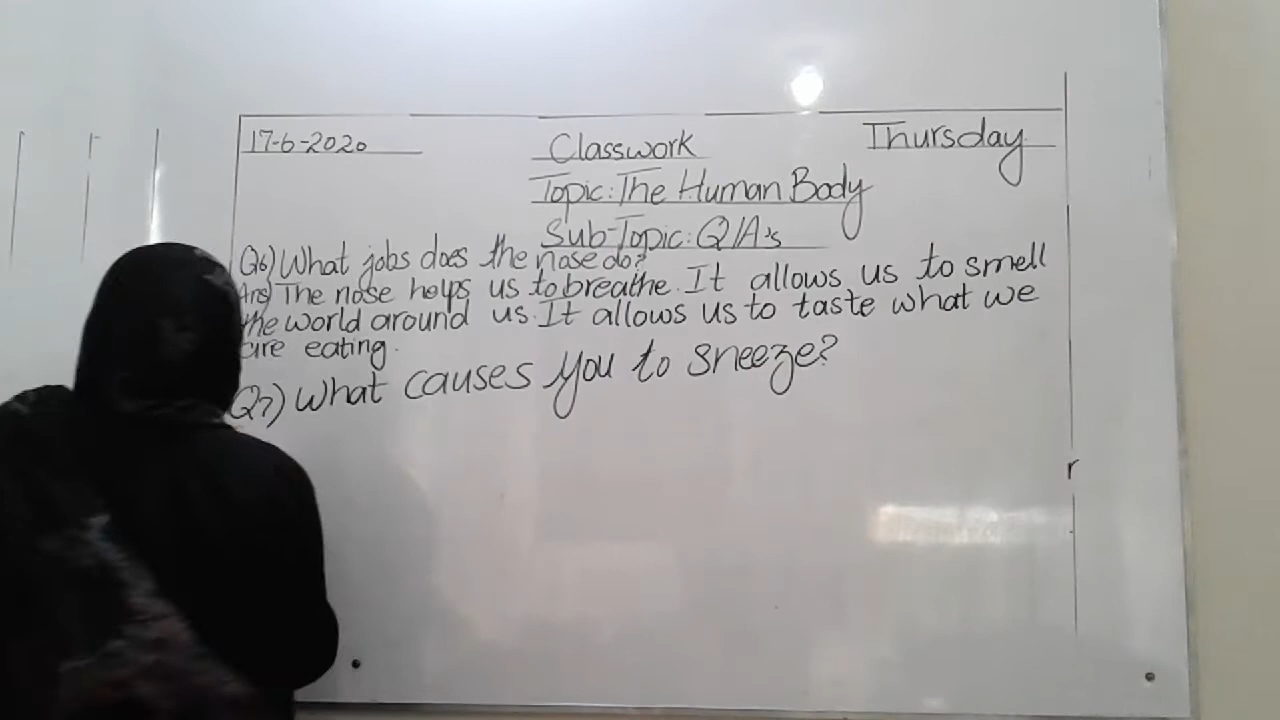 17-6-2020 Classwork Thursday
Topic: The Human Body
Sub-Topic: Q/A's
Q6) What jobs does the nose do?
Ans) The nose helps us to breathe. It allows us to smell
the world around us. It allows us to taste what we
are eating.
Q7) What causes you to sneeze?